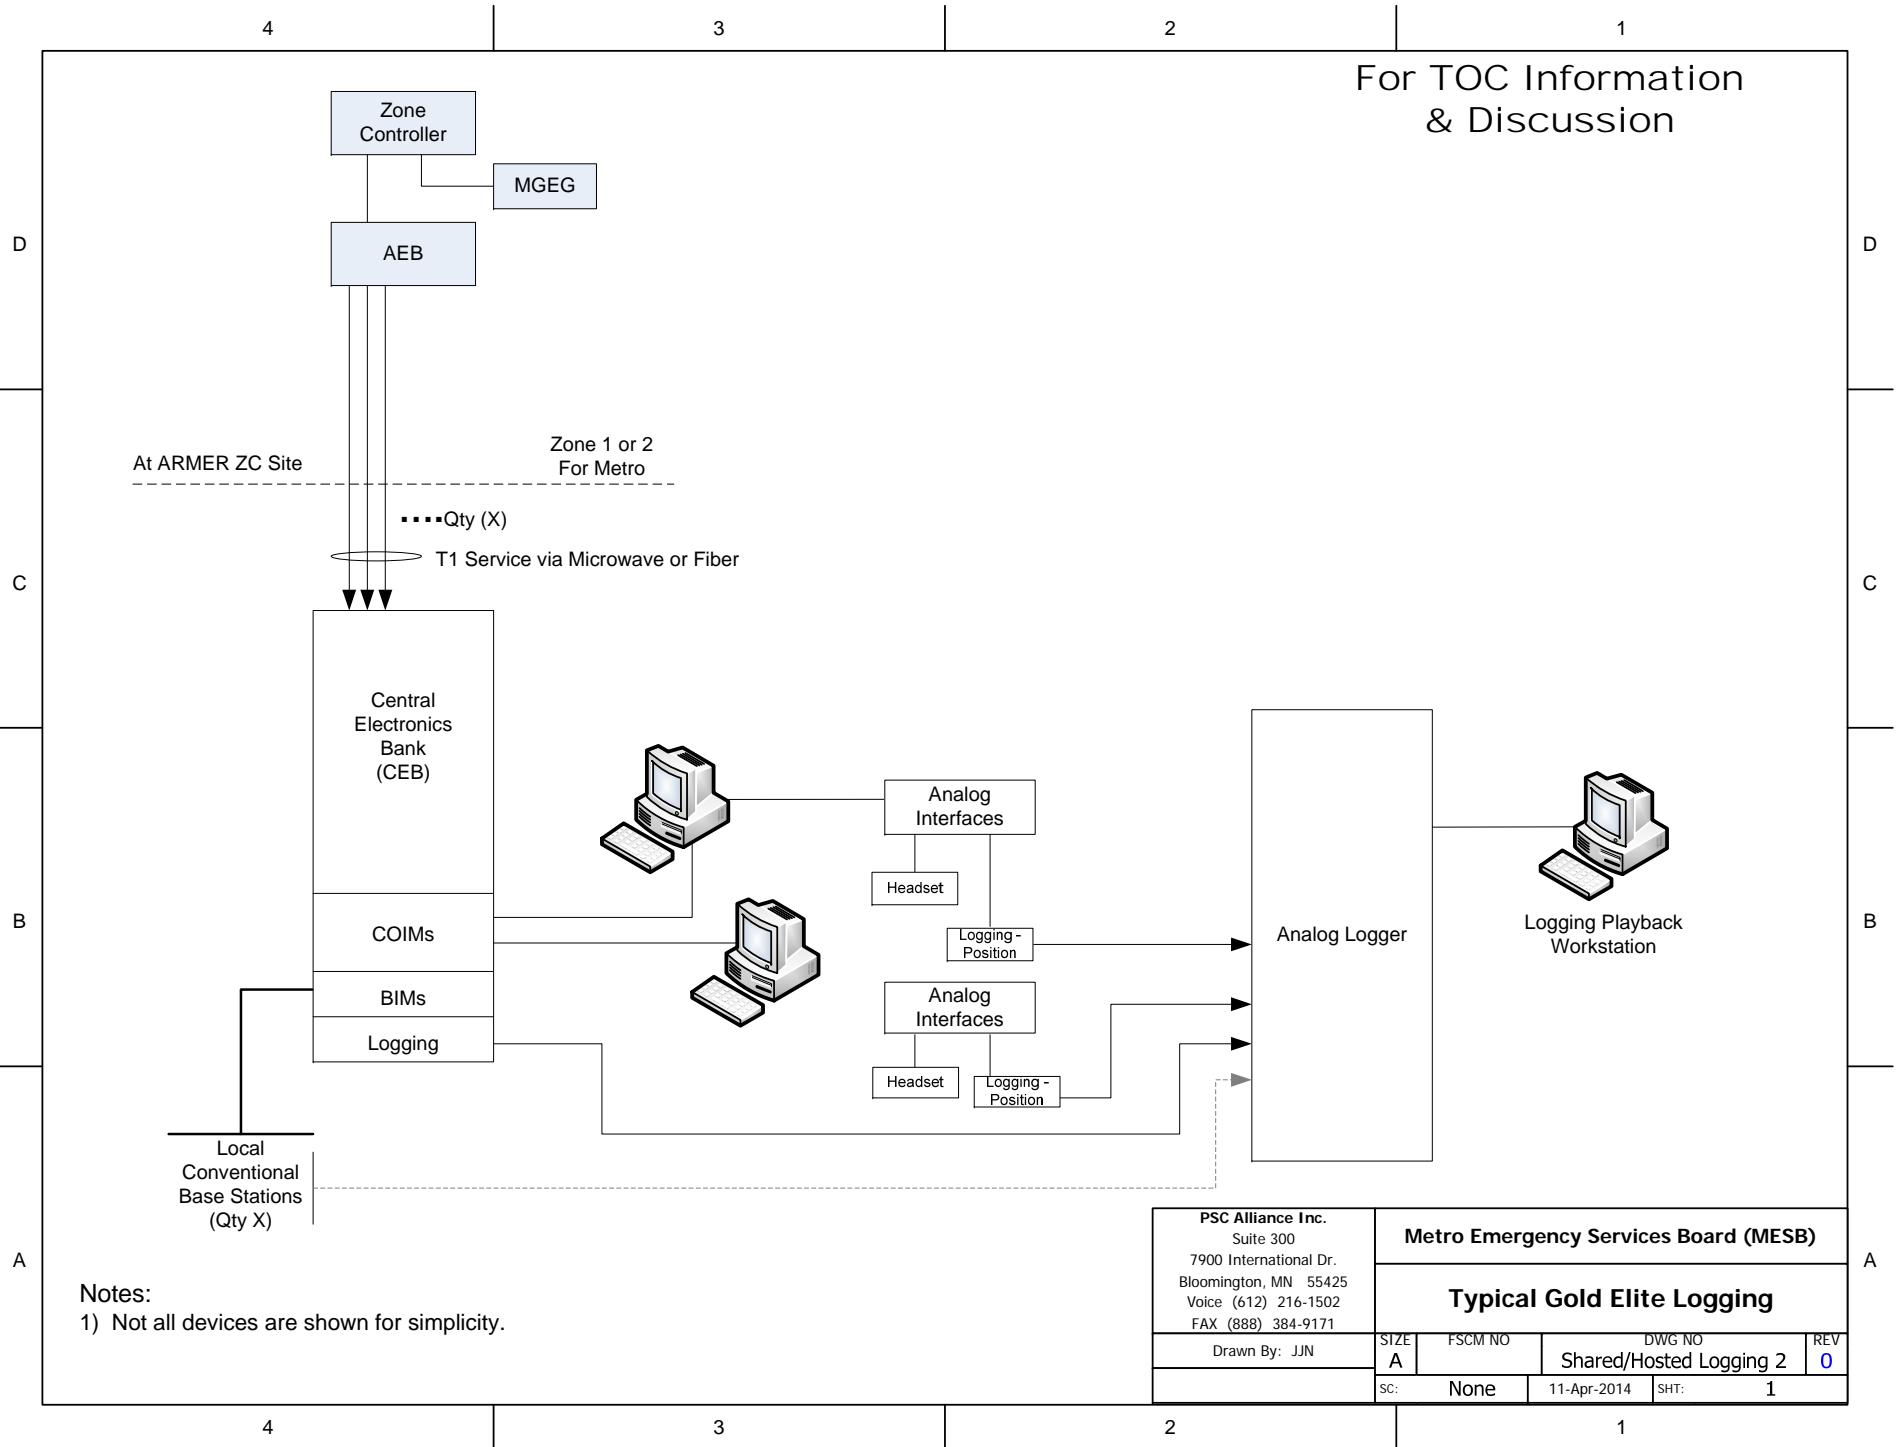 4
3
2
1
For TOC Information
& Discussion
Zone
Controller
MGEG
AEB
D
D
Zone 1 or 2
For Metro
At ARMER ZC Site
Qty (X)
T1 Service via Microwave or Fiber
C
C
Central
Electronics
Bank
(CEB)
Analog
Interfaces
Headset
Logging -
Position
COIMs
BIMs
Logging
Analog
Interfaces
Headset
Logging -
Position
Analog Logger
Logging Playback
Workstation
B
B
Local
Conventional
Base Stations
(Qty X)
A
A
Notes:
1) Not all devices are shown for simplicity.
PSC Alliance Inc.
Suite 300
7900 International Dr.
Bloomington, MN 55425
Voice (612) 216-1502
FAX (888) 384-9171
Drawn By: JJN
Metro Emergency Services Board (MESB)
Typical Gold Elite Logging
SIZE
A
FSCM NO
DWG NO
Shared/Hosted Logging 2
REV
0
SC: None
11-Apr-2014
SHT: 1
4
3
2
1